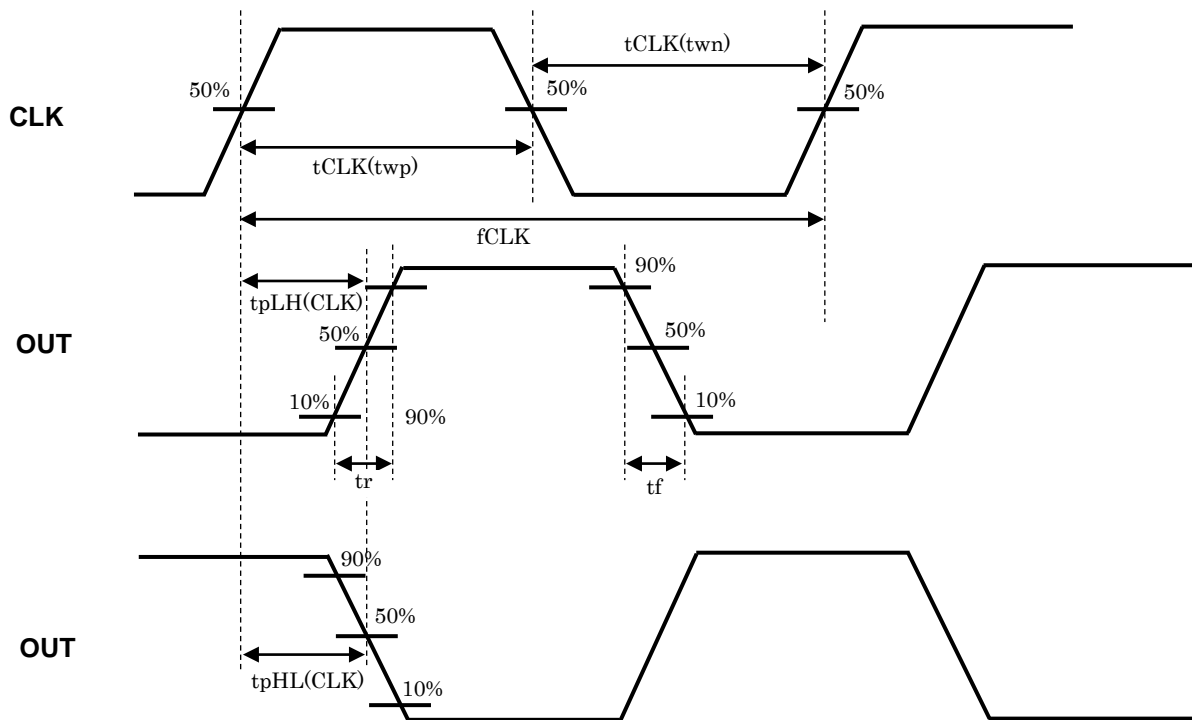 tCLK(twn)
50%
50%
50%
CLK
tCLK(twp)
fCLK
90%
tpLH(CLK)
50%
50%
OUT
10%
10%
90%
tr
tf
90%
50%
OUT
tpHL(CLK)
10%